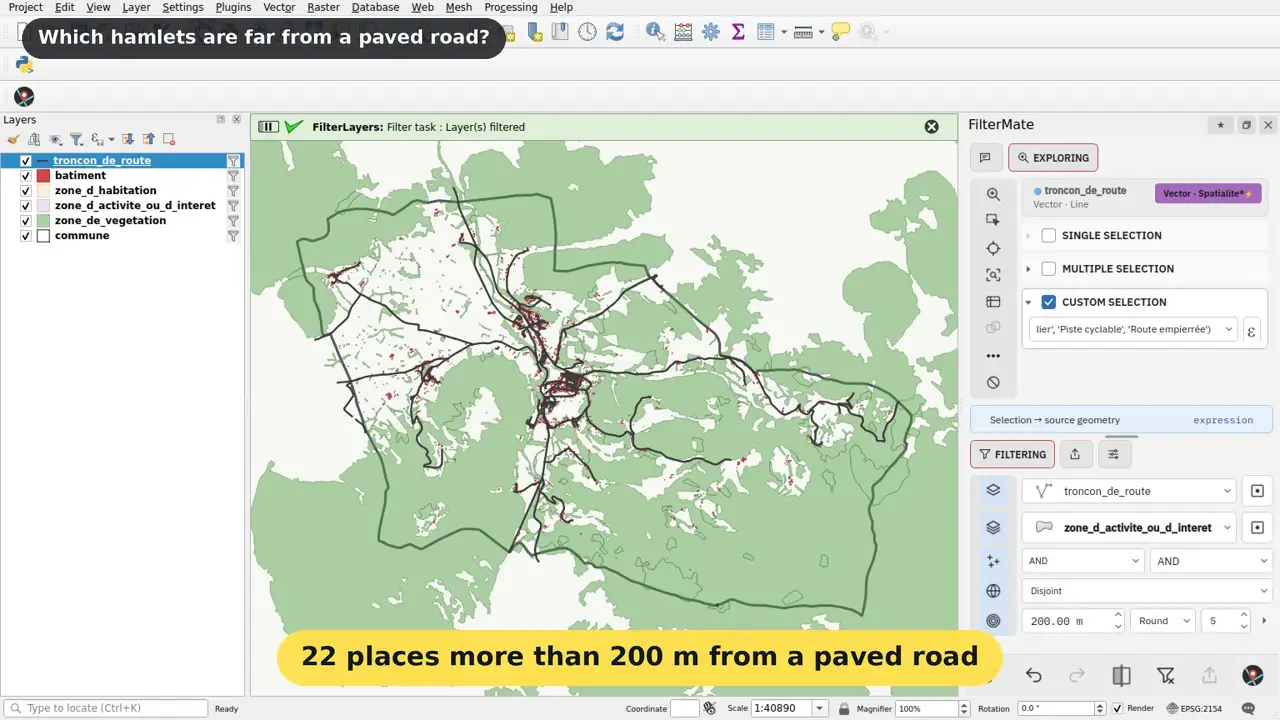 Project Edit View Layer Settings Plugins Vector Raster Database Web Mesh Processing Help
Which hamlets are far from a paved road?
Layers
troncon_de_route
batiment
zone_d_habitation
zone_d_activite_ou_d_interet
zone_de_vegetation
commune
FilterLayers: Filter task : Layer(s) filtered
FilterMate
EXPLORING
troncon_de_route
Vector - Line
Vector - Spatialite*⚡
SINGLE SELECTION
MULTIPLE SELECTION
CUSTOM SELECTION
lier', 'Piste cyclable', 'Route empierrée')
ε
Selection → source geometry expression
FILTERING
troncon_de_route
zone_d_activite_ou_d_interet
AND AND
Disjoint
200.00 m Round 5
22 places more than 200 m from a paved road
Type to locate (Ctrl+K) Ready Coordinate Scale 1:40890 Magnifier 100% Rotation 0.0 ° Render EPSG:2154